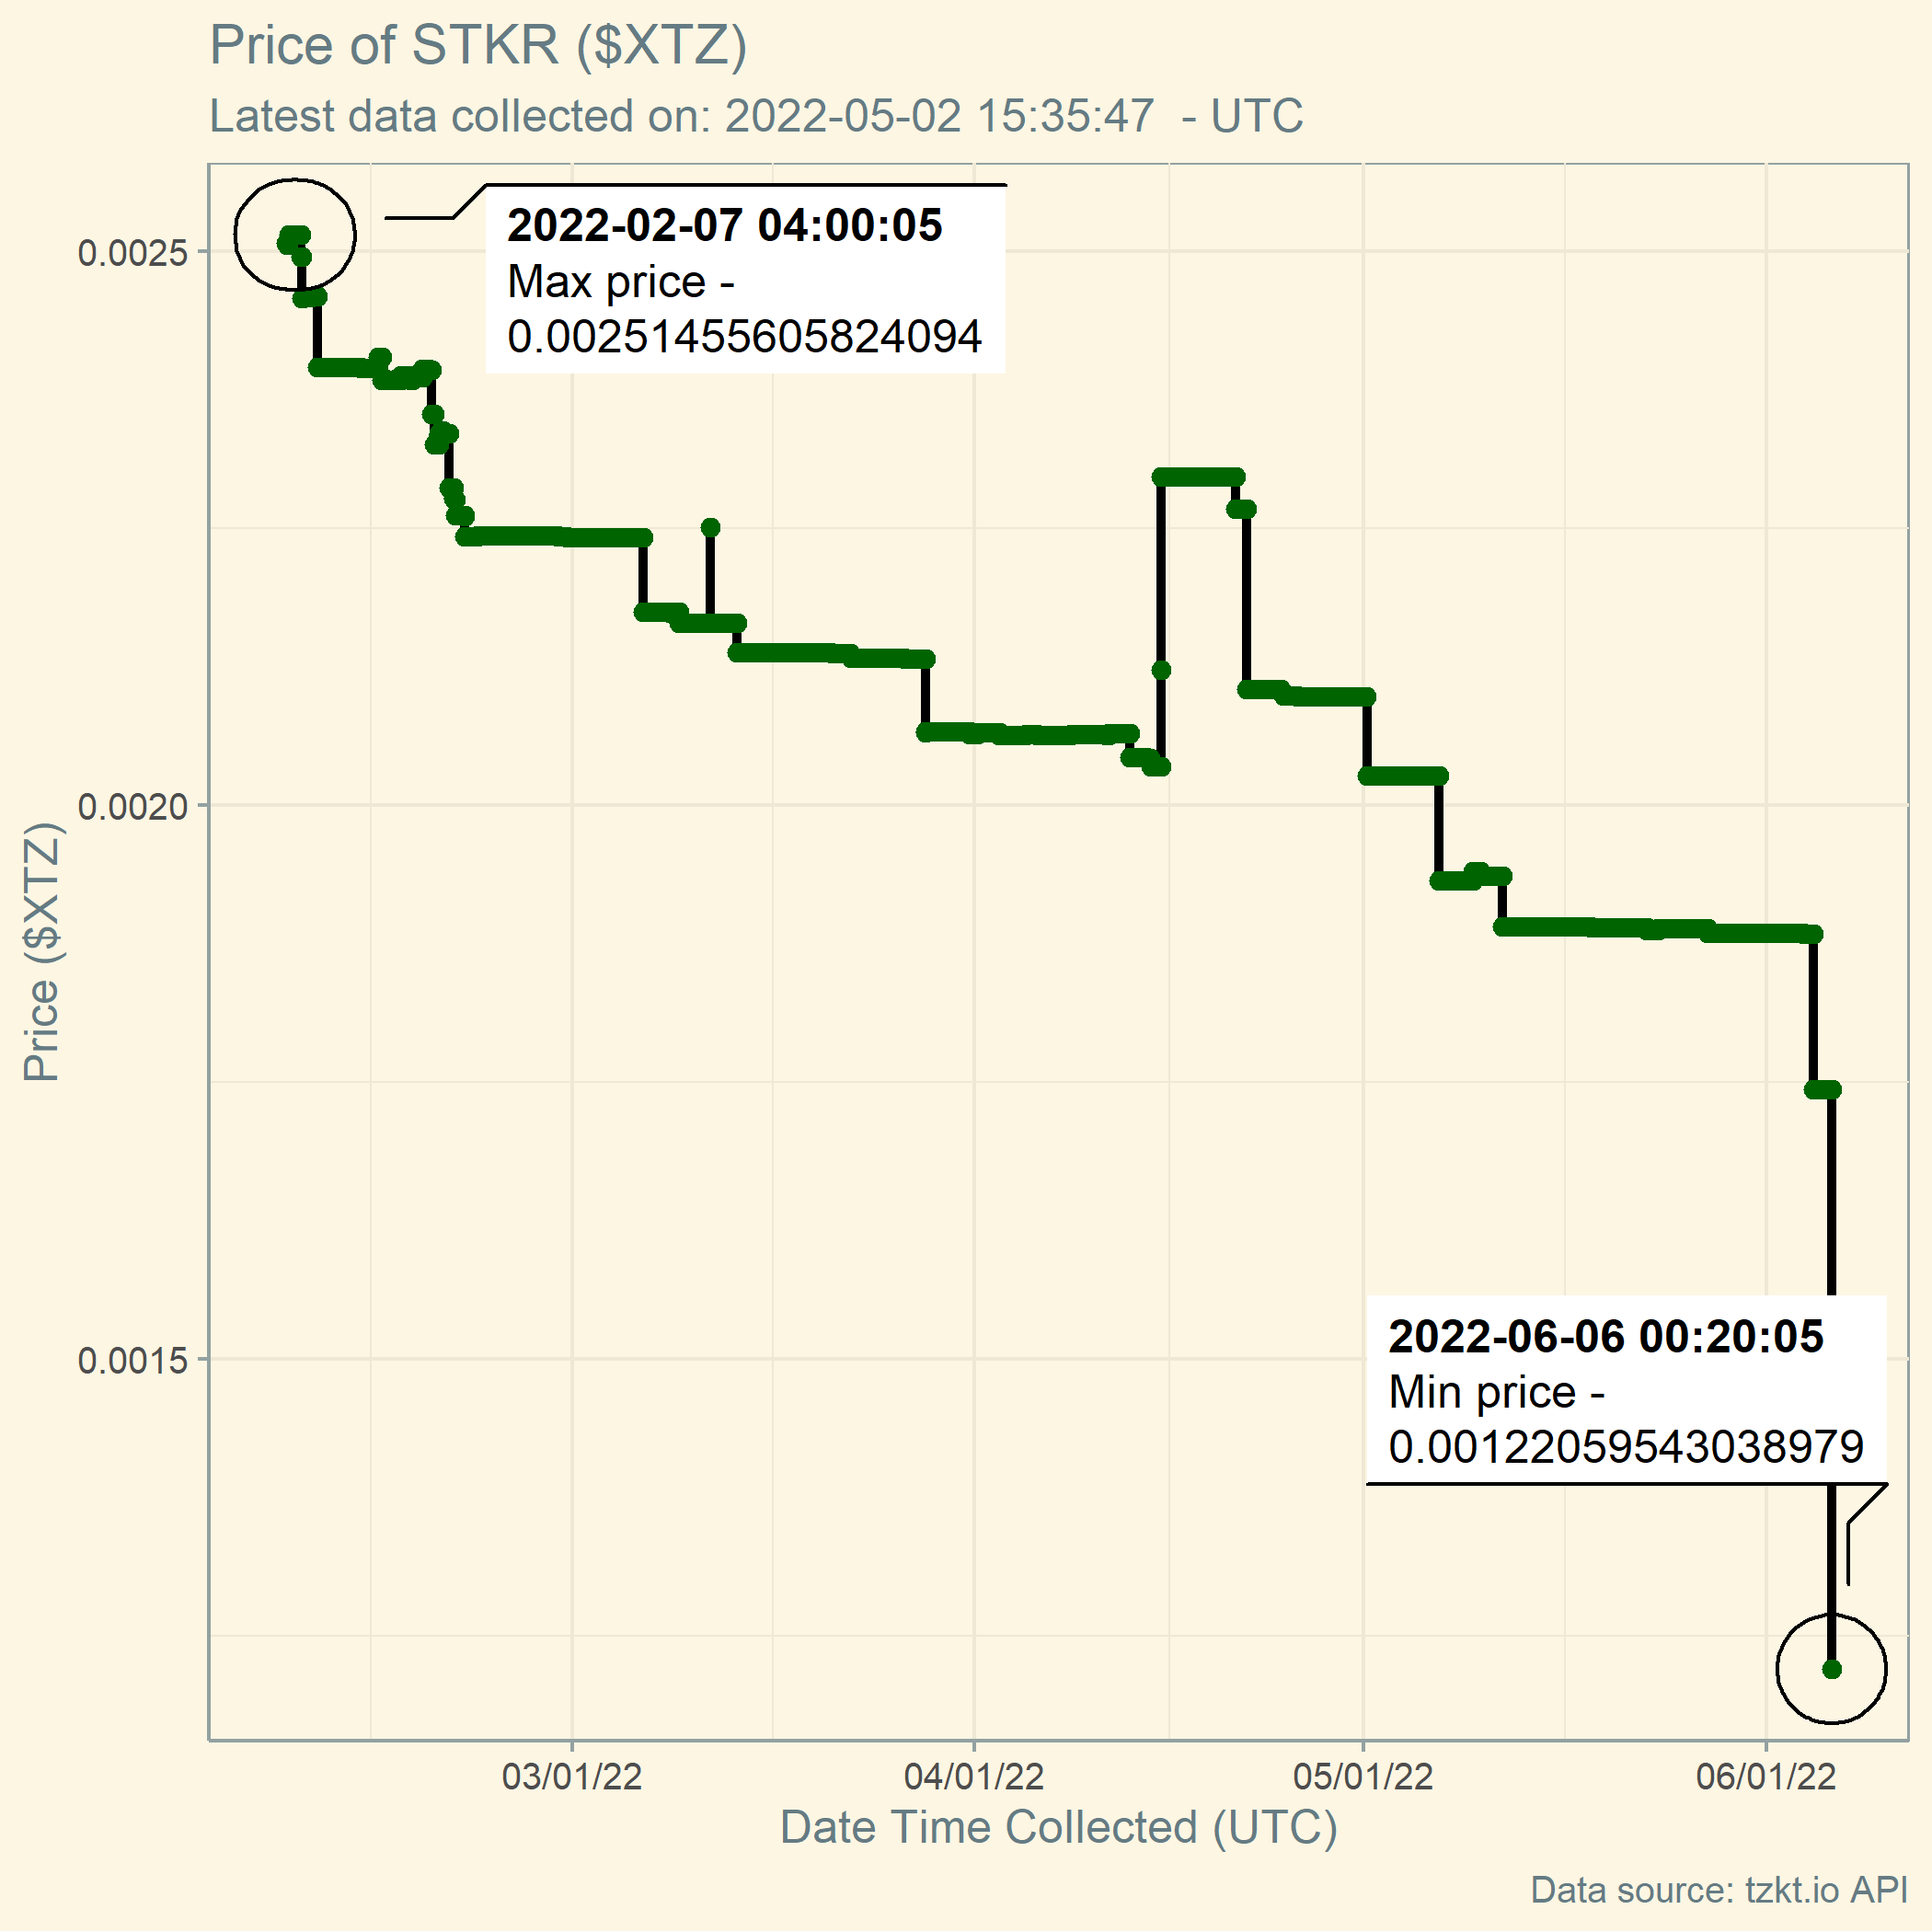 Price of STKR ($XTZ)
Latest data collected on: 2022-05-02 15:35:47  - UTC
2022-02-07 04:00:05
Max price -
0.00251455605824094
0.0025
0.0020
0.0015
Price ($XTZ)
2022-06-06 00:20:05
Min price -
0.00122059543038979
03/01/22
04/01/22
05/01/22
06/01/22
Date Time Collected (UTC)
Data source: tzkt.io API